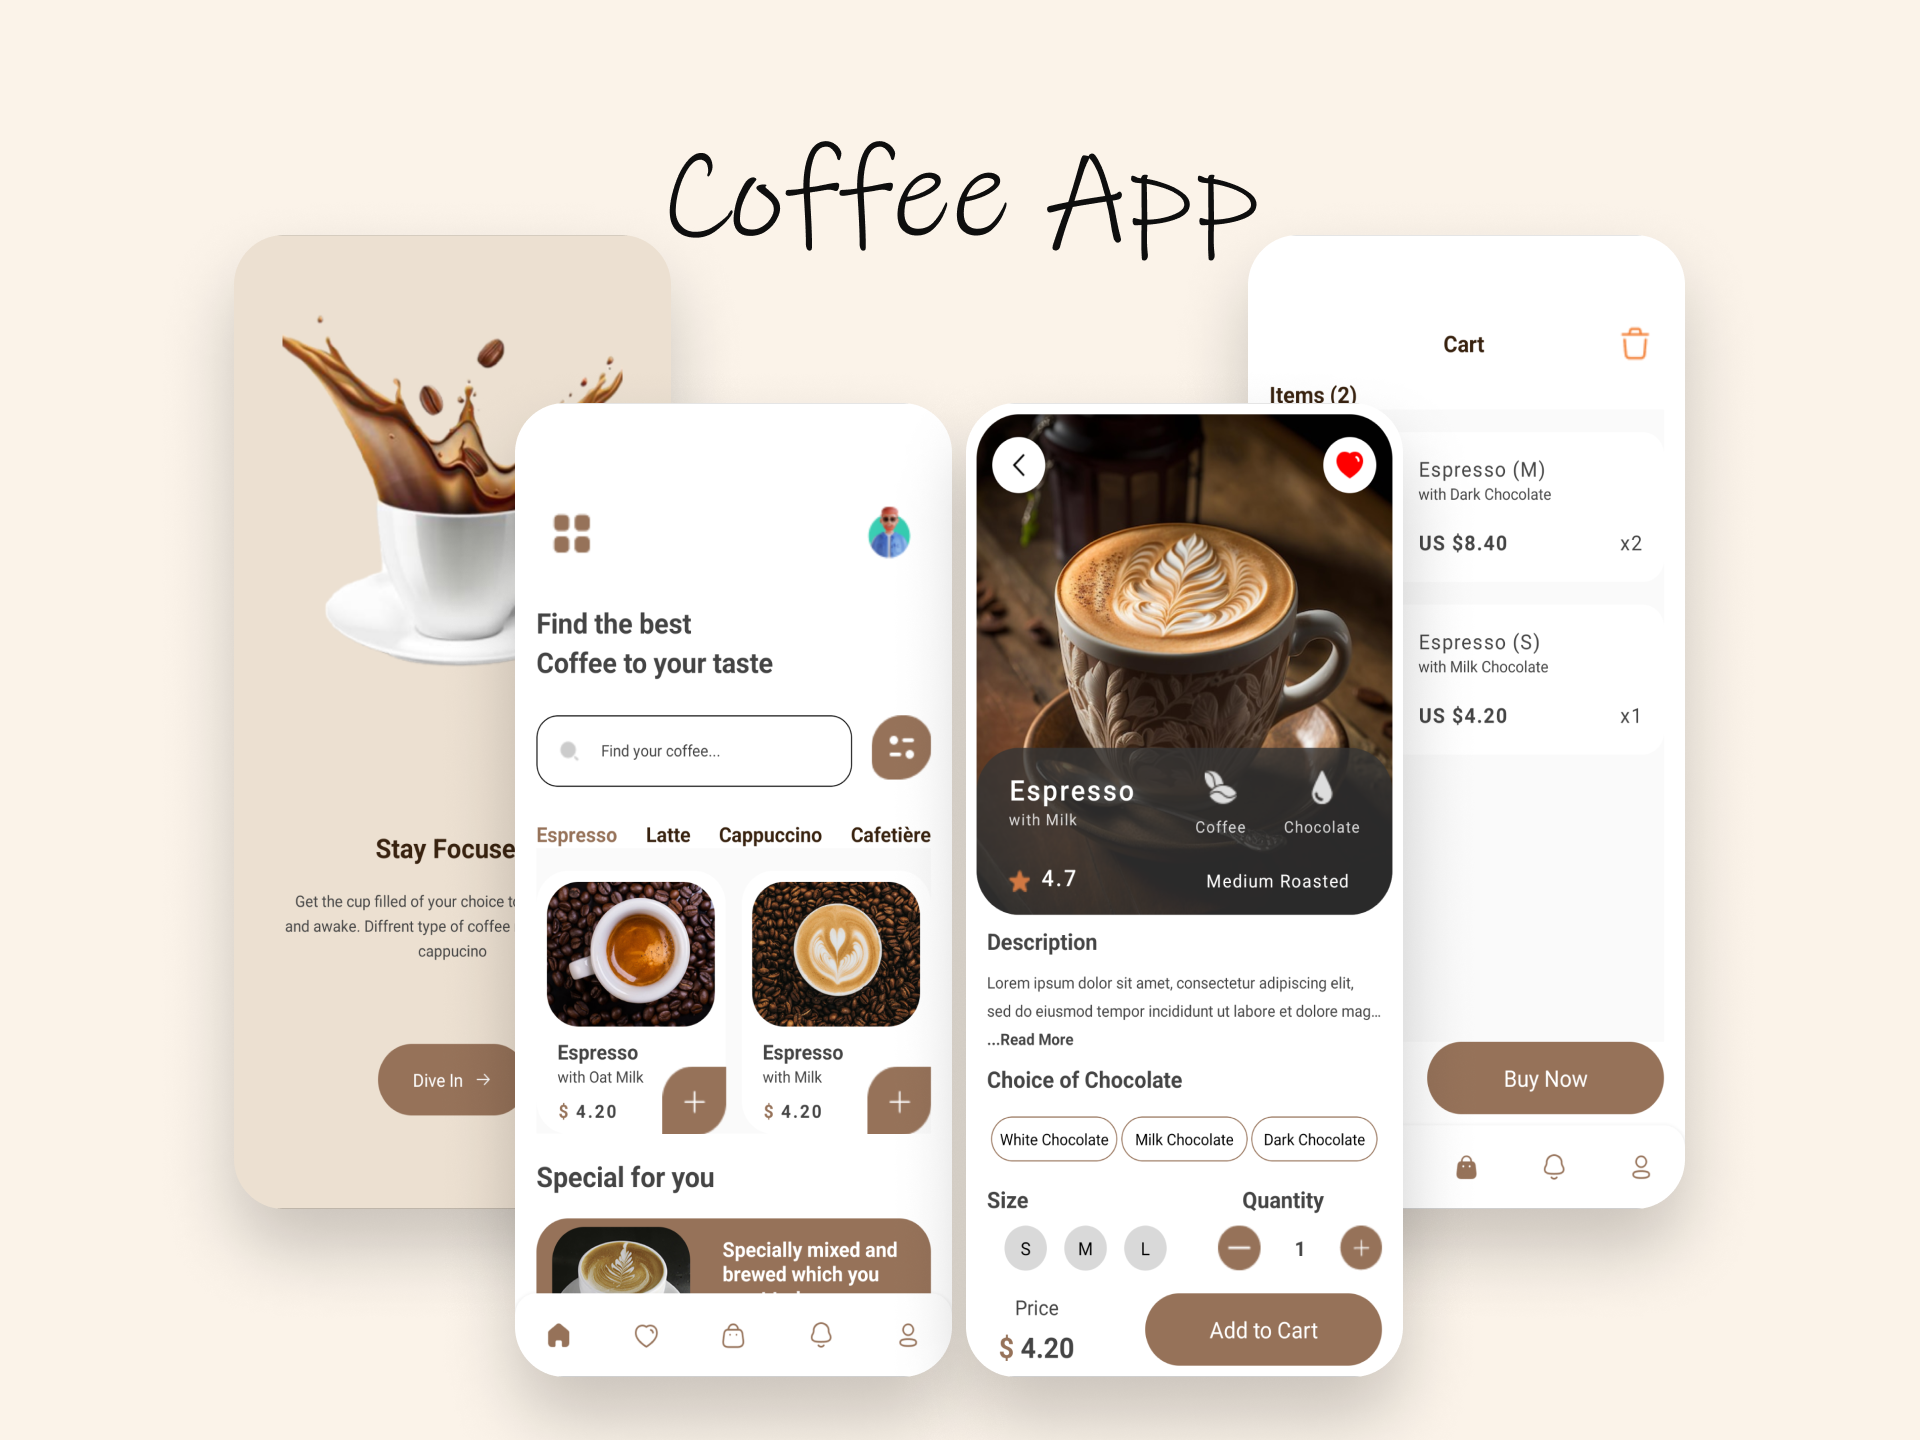 Coffee App
Stay Focuse
Get the cup filled of your choice to
and awake. Diffrent type of coffee
cappucino
Dive In
Find the best
Coffee to your taste
Find your coffee...
Espresso Latte Cappuccino Cafetière
Espresso
with Oat Milk
$ 4.20
Espresso
with Milk
$ 4.20
Special for you
Specially mixed and
brewed which you
Espresso
with Milk
Coffee
Chocolate
4.7
Medium Roasted
Description
Lorem ipsum dolor sit amet, consectetur adipiscing elit,
sed do eiusmod tempor incididunt ut labore et dolore mag...
...Read More
Choice of Chocolate
White Chocolate Milk Chocolate Dark Chocolate
Size
S M L
Quantity
1
Price
$ 4.20
Add to Cart
Cart
Items (2)
Espresso (M)
with Dark Chocolate
US $8.40 x2
Espresso (S)
with Milk Chocolate
US $4.20 x1
Buy Now